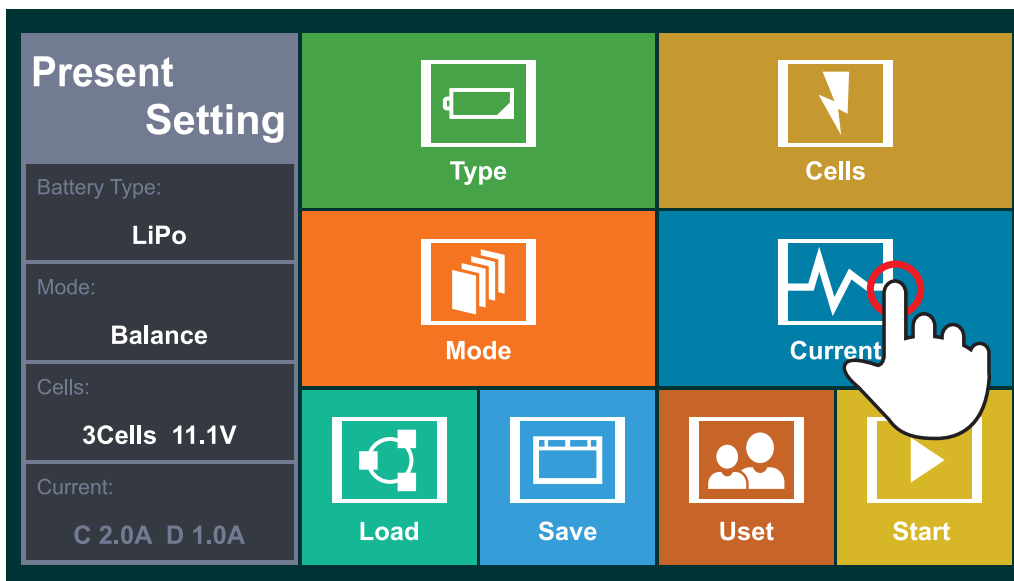 Present
Setting
Battery Type:
LiPo
Mode:
Balance
Cells:
3Cells 11.1V
Current:
C 2.0A D 1.0A
Type
Cells
Mode
Current
Load
Save
Uset
Start